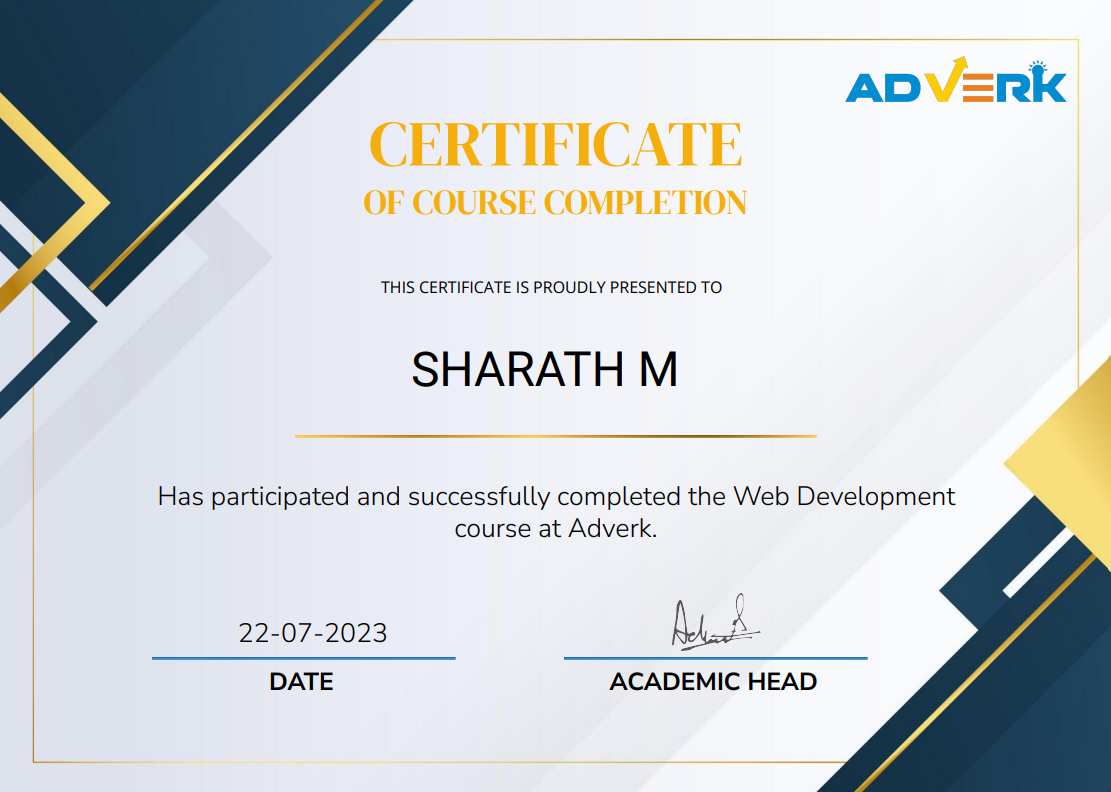 ADVERK
CERTIFICATE
OF COURSE COMPLETION
THIS CERTIFICATE IS PROUDLY PRESENTED TO
SHARATH M
Has participated and successfully completed the Web Development
course at Adverk.
22-07-2023
DATE
ACADEMIC HEAD